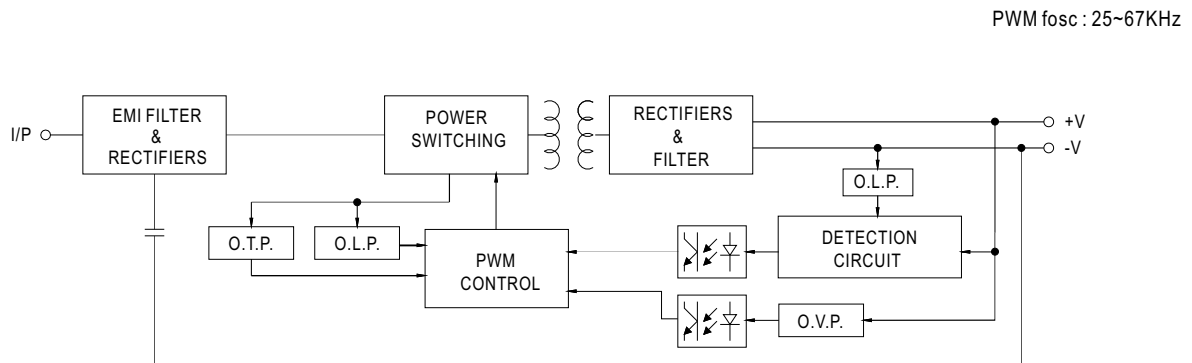 PWM fosc : 25~67KHz
I/P
EMI FILTER
&
RECTIFIERS
POWER
SWITCHING
RECTIFIERS
&
FILTER
+V
-V
O.L.P.
O.T.P.
O.L.P.
PWM
CONTROL
DETECTION
CIRCUIT
O.V.P.